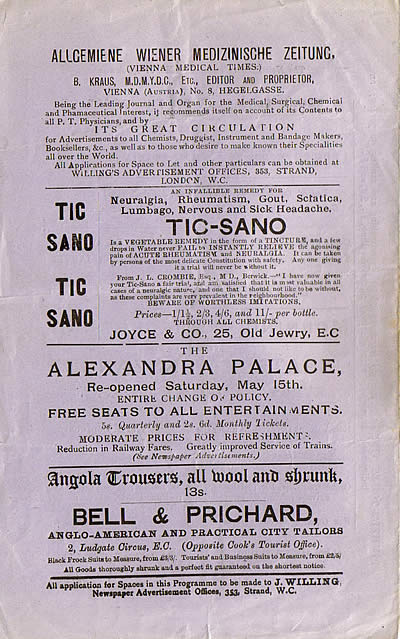 ALLGEMEINE WIENER MEDIZINISCHE ZEITUNG,
(VIENNA MEDICAL TIMES.)
B. KRAUS, M.D.M.Y.D.C., ETC., EDITOR AND PROPRIETOR,
VIENNA (AUSTRIA), No. 8, HEGELGASSE.
Being the Leading Journal and Organ for the Medical, Surgical, Chemical
and Phamaceutical Interest, it recommends itself on account of its Contents to
all P. T. Physicians, and by
ITS GREAT CIRCULATION
for Advertisements to all Chemists, Druggist, Instrument and Bandage Makers,
Booksellers, &c., as well as to those who desire to make known their Specialities
all over the World.
All Applications for Space to Let and other particulars can be obtained at
WILLING'S ADVERTISEMENT OFFICES, 353, STRAND,
LONDON, W.C.
TIC
SANO
TIC
SANO
AN INFALLIBLE REMEDY FOR
Neuralgia, Rheumatism, Gout, Sciatica,
Lumbago, Nervous and Sick Headache.
TIC-SANO
Is a VEGETABLE REMEDY in the form of a TINCTURE, and a few
drops in Water never FAIL to INSTANTLY RELIEVE the agonising
pain of ACUTE RHEUMATISM and NEURALGIA. It can be taken
by persons of the most delicate Constitution with safety. Any one giving
it a trial will never be without it.
From J. L. CROMBIE, Esq., M D., Berwick.—"I have now given
your Tic-Sano a fair trial, and am satisfied that it is most valuable in all
cases of a neuralgic nature, and one that I should not like to be without,
as these complaints are very prevalent in the neighbourhood."
BEWARE OF WORTHLESS IMITATIONS.
Prices—1/1½, 2/3, 4/6, and 11/- per bottle.
THROUGH ALL CHEMISTS.
JOYCE & CO., 25, Old Jewry, E.C
THE
ALEXANDRA PALACE,
Re-opened Saturday, May 15th.
ENTIRE CHANGE OF POLICY.
FREE SEATS TO ALL ENTERTAINMENTS.
5s. Quarterly and 2s. 6d. Monthly Tickets.
MODERATE PRICES FOR REFRESHMENTS.
Reduction in Railway Fares. Greatly improved Service of Trains.
(See Newspaper Advertisements.)
Angola Trousers, all wool and shrunk,
13s.
BELL & PRICHARD,
ANGLO-AMERICAN AND PRACTICAL CITY TAILORS
2, Ludgate Circus, E.C. (Opposite Cook's Tourist Office).
Black Frock Suits to Measure, from £3/3/. Tourists' and Business Suits to Measure, from £2/5/
All Goods thoroughly shrunk and a perfect fit guaranteed on the shortest notice.
All application for Spaces in this Programme to be made to J. WILLING,
Newspaper Advertisement Offices, 353, Strand, W.C.